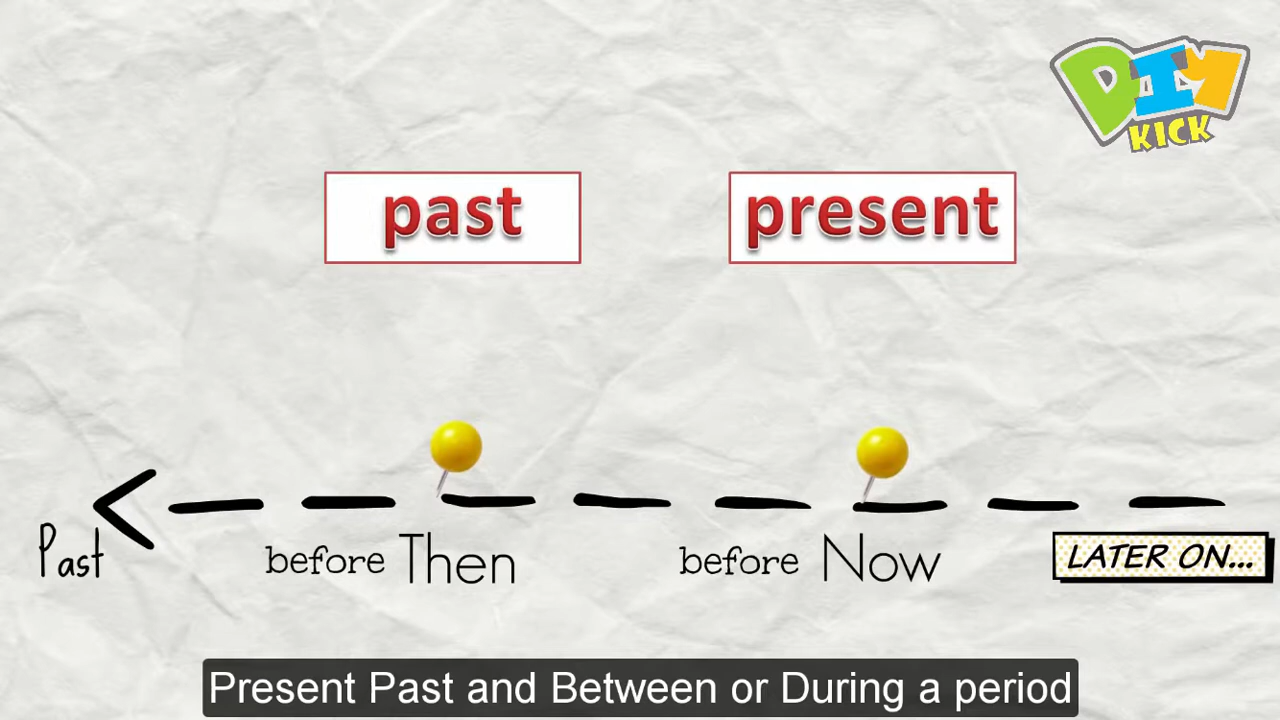 DIY
KICK
past present
Past before Then before Now LATER ON...
Present Past and Between or During a period